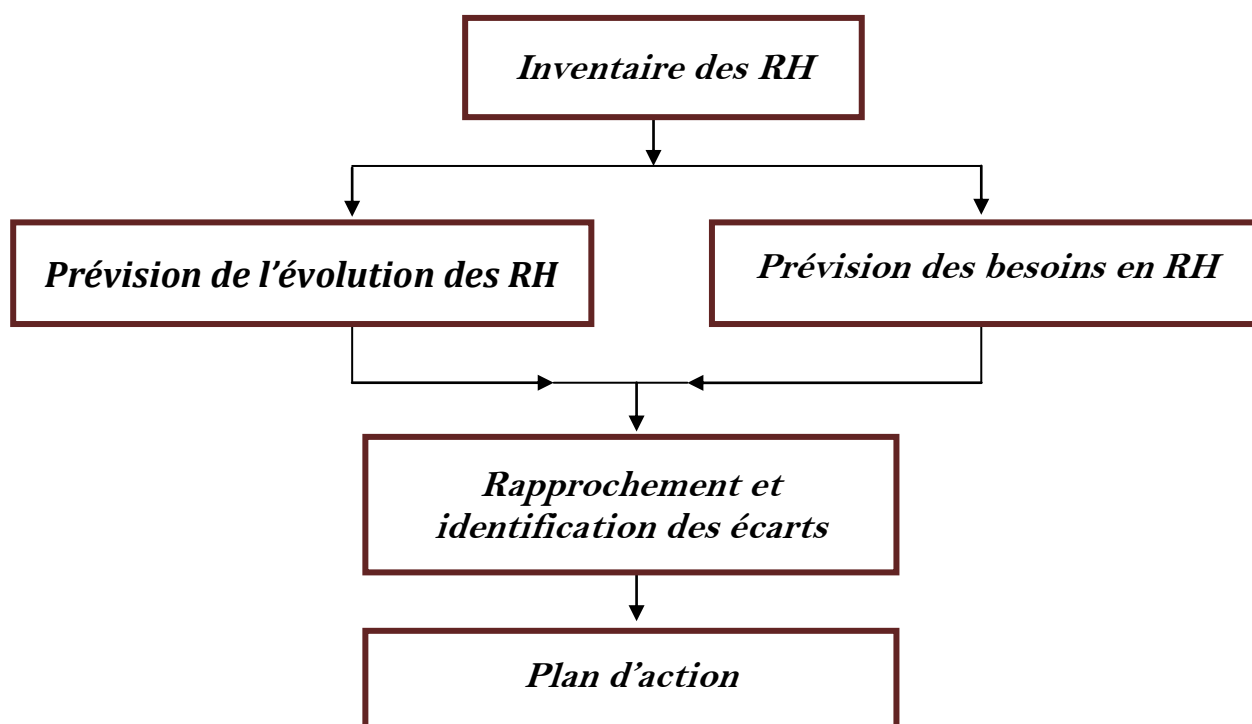 Inventaire des RH
Prévision de l’évolution des RH
Prévision des besoins en RH
Rapprochement et
identification des écarts
Plan d’action